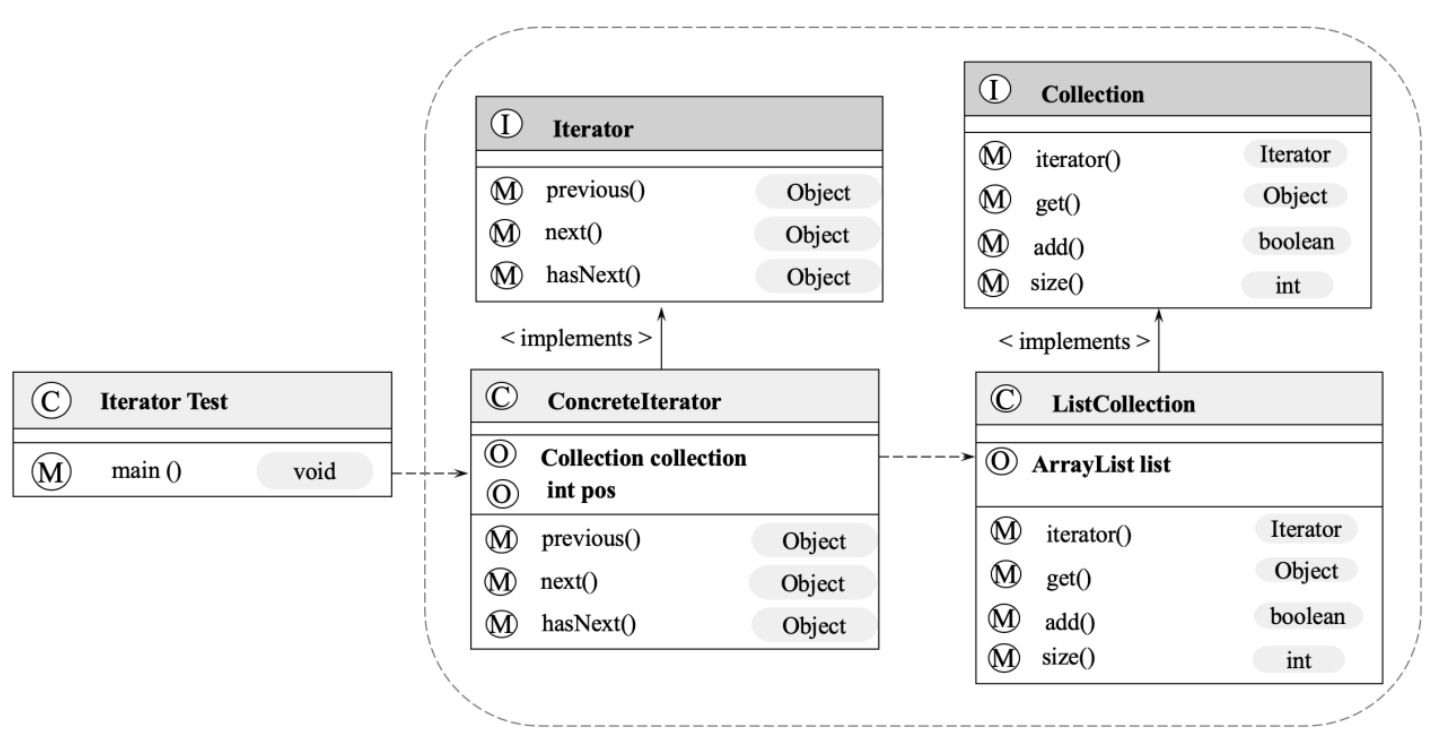 I Iterator
M previous() Object
M next() Object
M hasNext() Object
I Collection
M iterator() Iterator
M get() Object
M add() boolean
M size() int
< implements >
< implements >
C Iterator Test
M main () void
C ConcreteIterator
O Collection collection
O int pos
M previous() Object
M next() Object
M hasNext() Object
C ListCollection
O ArrayList list
M iterator() Iterator
M get() Object
M add() boolean
M size() int